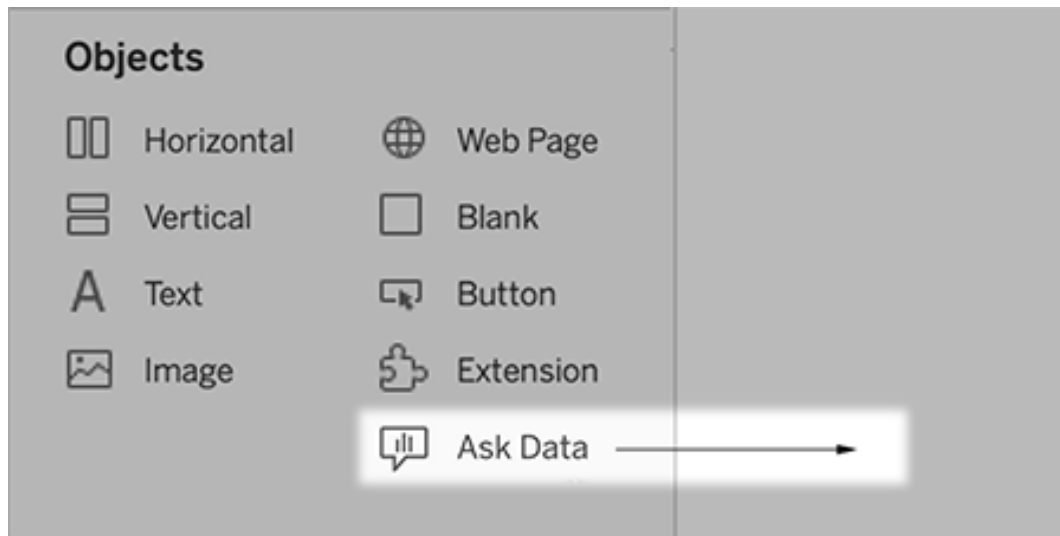 Objects
Horizontal
Web Page
Vertical
Blank
Text
Button
Image
Extension
Ask Data